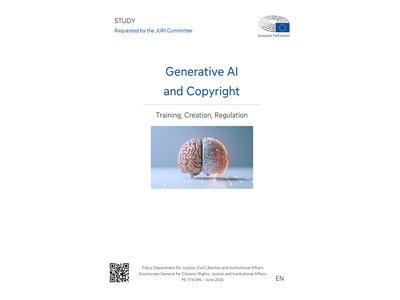 STUDY
Requested by the JURI Committee
European Parliament
Generative AI
and Copyright
Training, Creation, Regulation
Policy Department for Justice, Civil Liberties and Institutional Affairs
Directorate-General for Citizens' Rights, Justice and Institutional Affairs
PE 774.095 – June 2025
EN